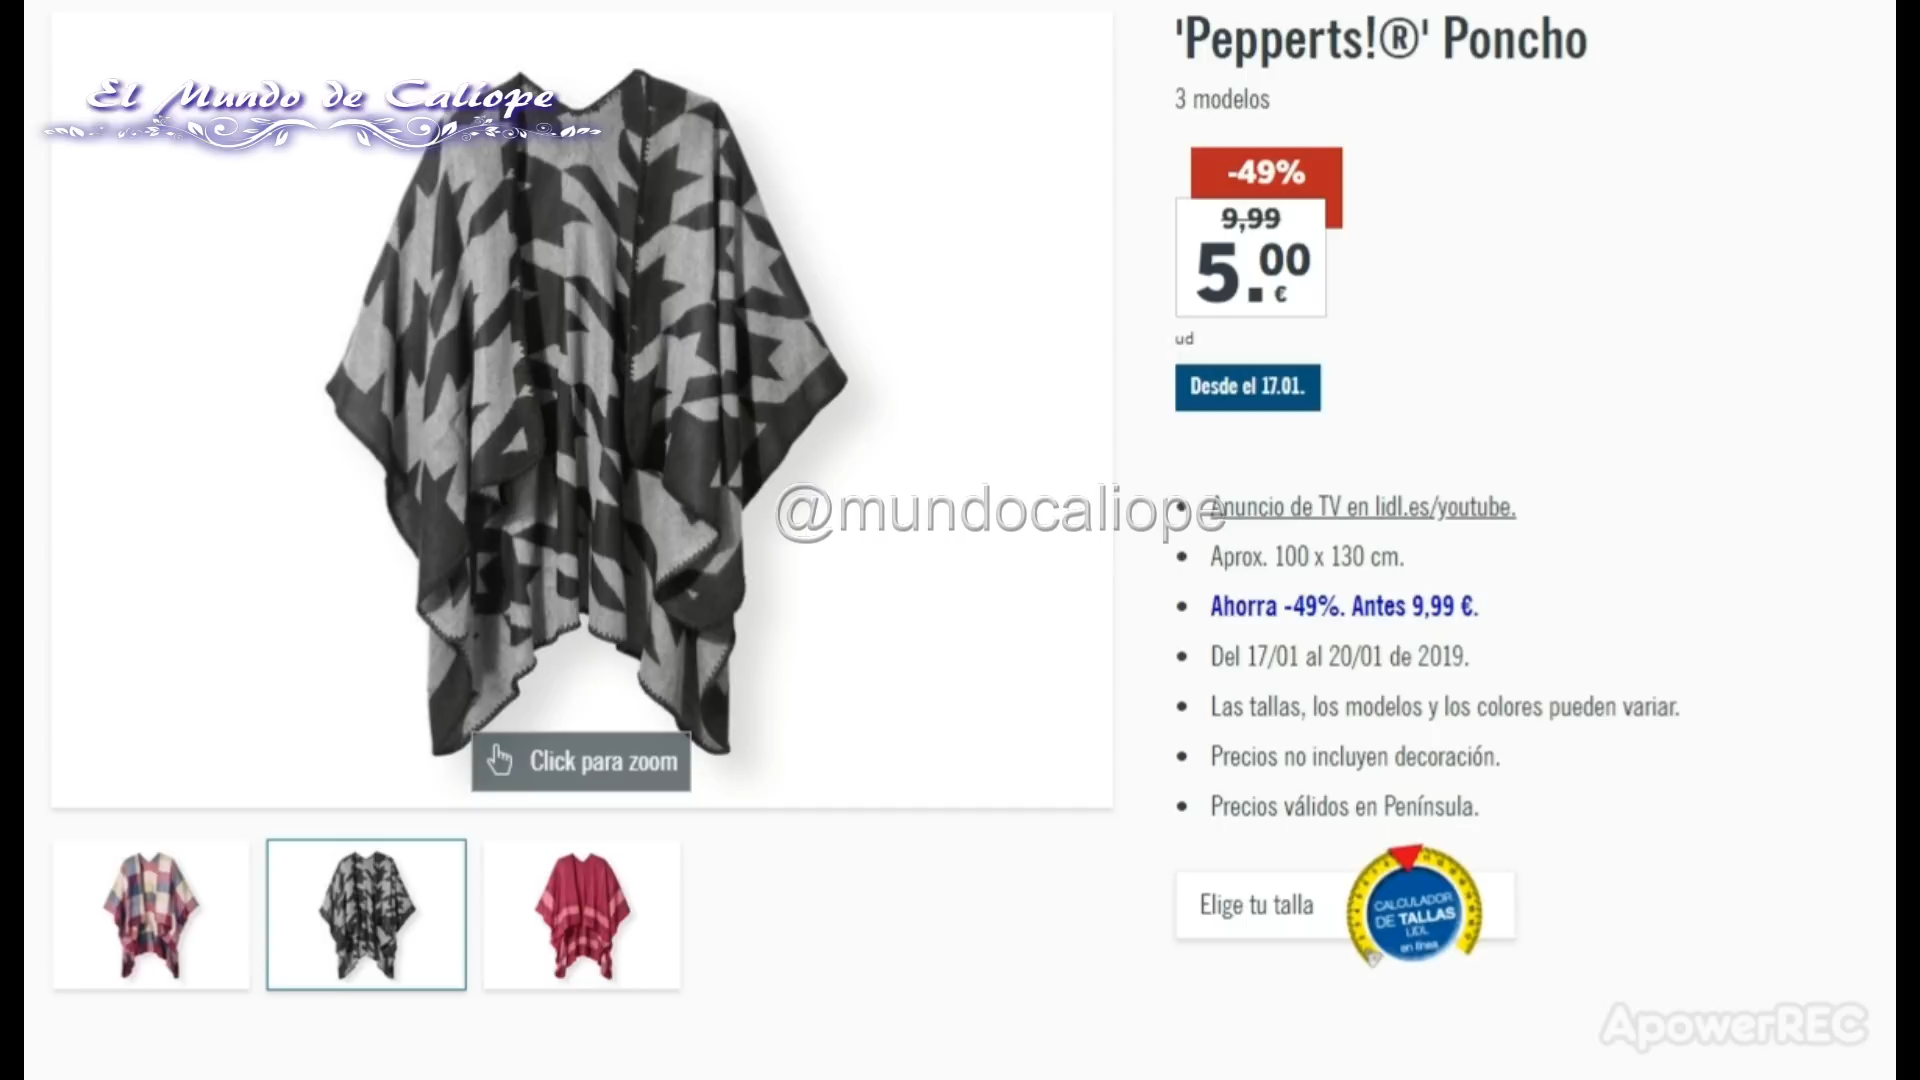 El Mundo de Caliope
'Pepperts!®' Poncho
3 modelos
-49%
9,99
5.00
€
ud
Desde el 17.01.
@mundocaliope
Anuncio de TV en lidl.es/youtube.
Aprox. 100 x 130 cm.
Ahorra -49%. Antes 9,99 €.
Del 17/01 al 20/01 de 2019.
Las tallas, los modelos y los colores pueden variar.
Precios no incluyen decoración.
Precios válidos en Península.
Click para zoom
Elige tu talla
CALCULADOR
DE TALLAS
LIDL
en línea
ApowerREC